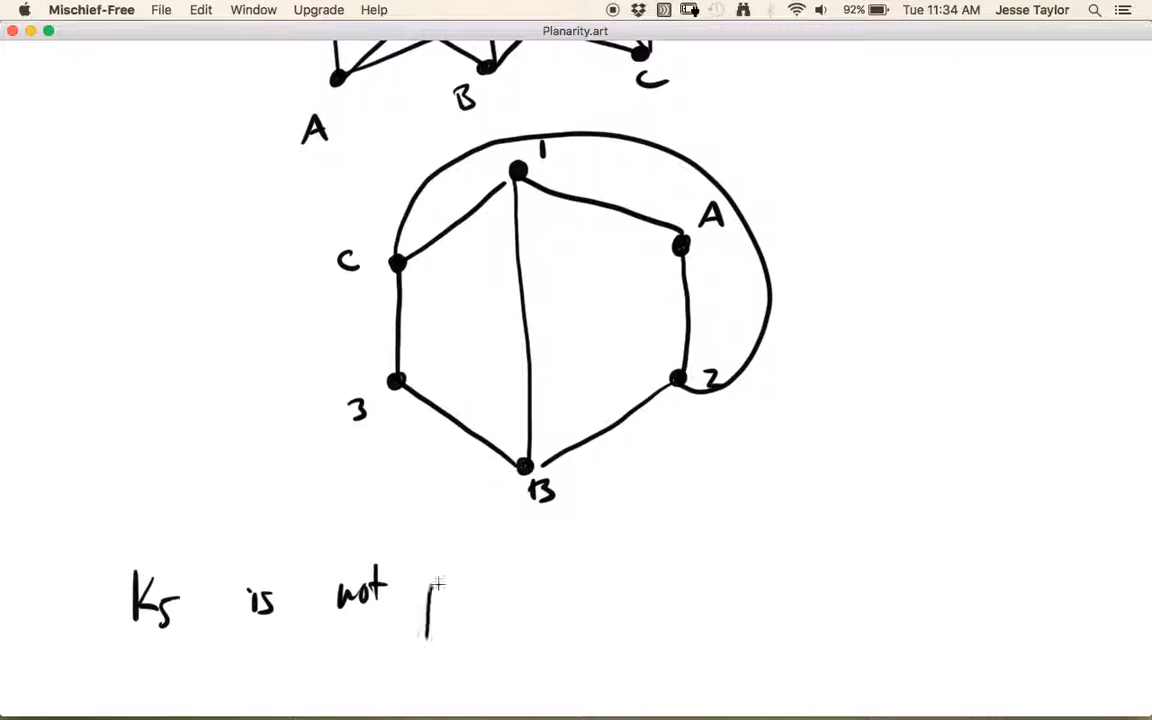 Mischief-Free File Edit Window Upgrade Help 92% Tue 11:34 AM Jesse Taylor
Planarity.art
A B C
1
A
C
2
3
B
K5 is not p